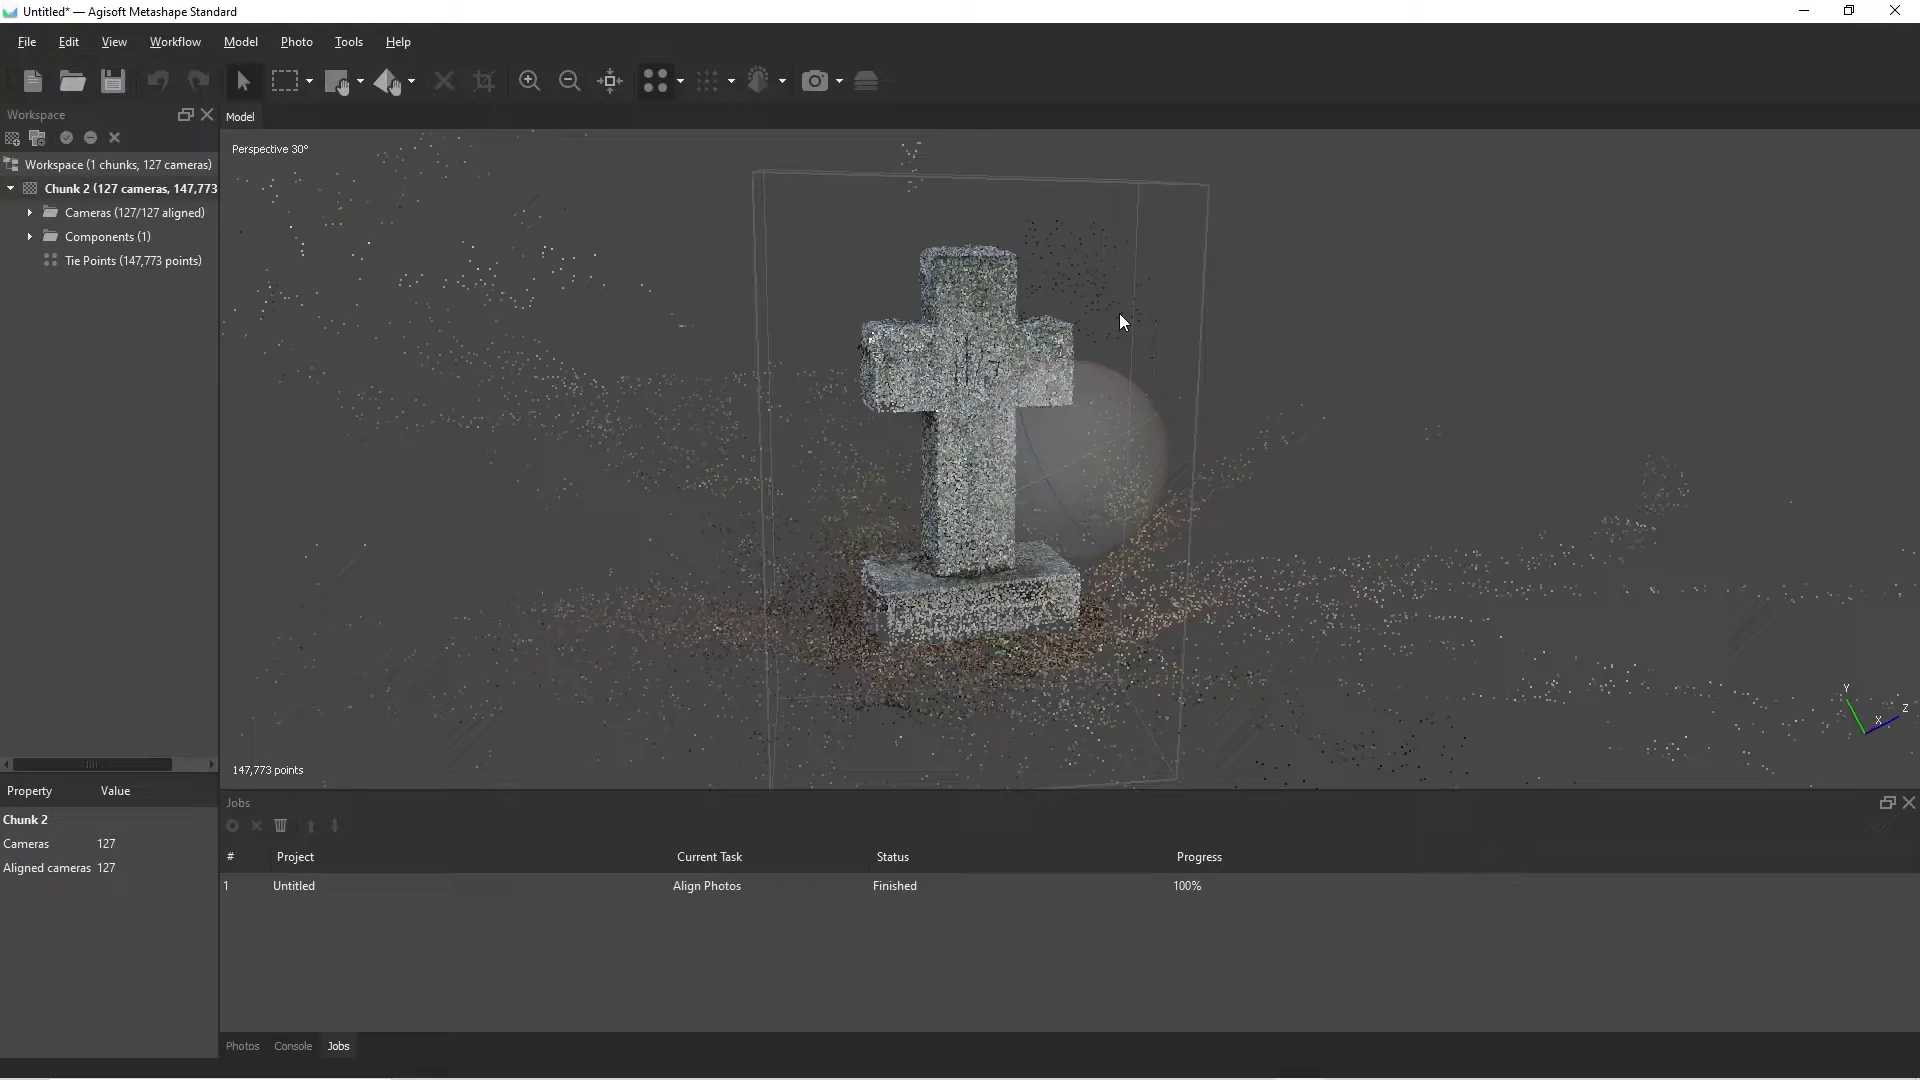 Untitled* — Agisoft Metashape Standard
File Edit View Workflow Model Photo Tools Help
Workspace
Model
Workspace (1 chunks, 127 cameras)
Chunk 2 (127 cameras, 147,773
Cameras (127/127 aligned)
Components (1)
Tie Points (147,773 points)
Perspective 30°
Y
X
Z
147,773 points
Property Value
Chunk 2
Cameras 127
Aligned cameras 127
Jobs
# Project Current Task Status Progress
1 Untitled Align Photos Finished 100%
Photos Console Jobs